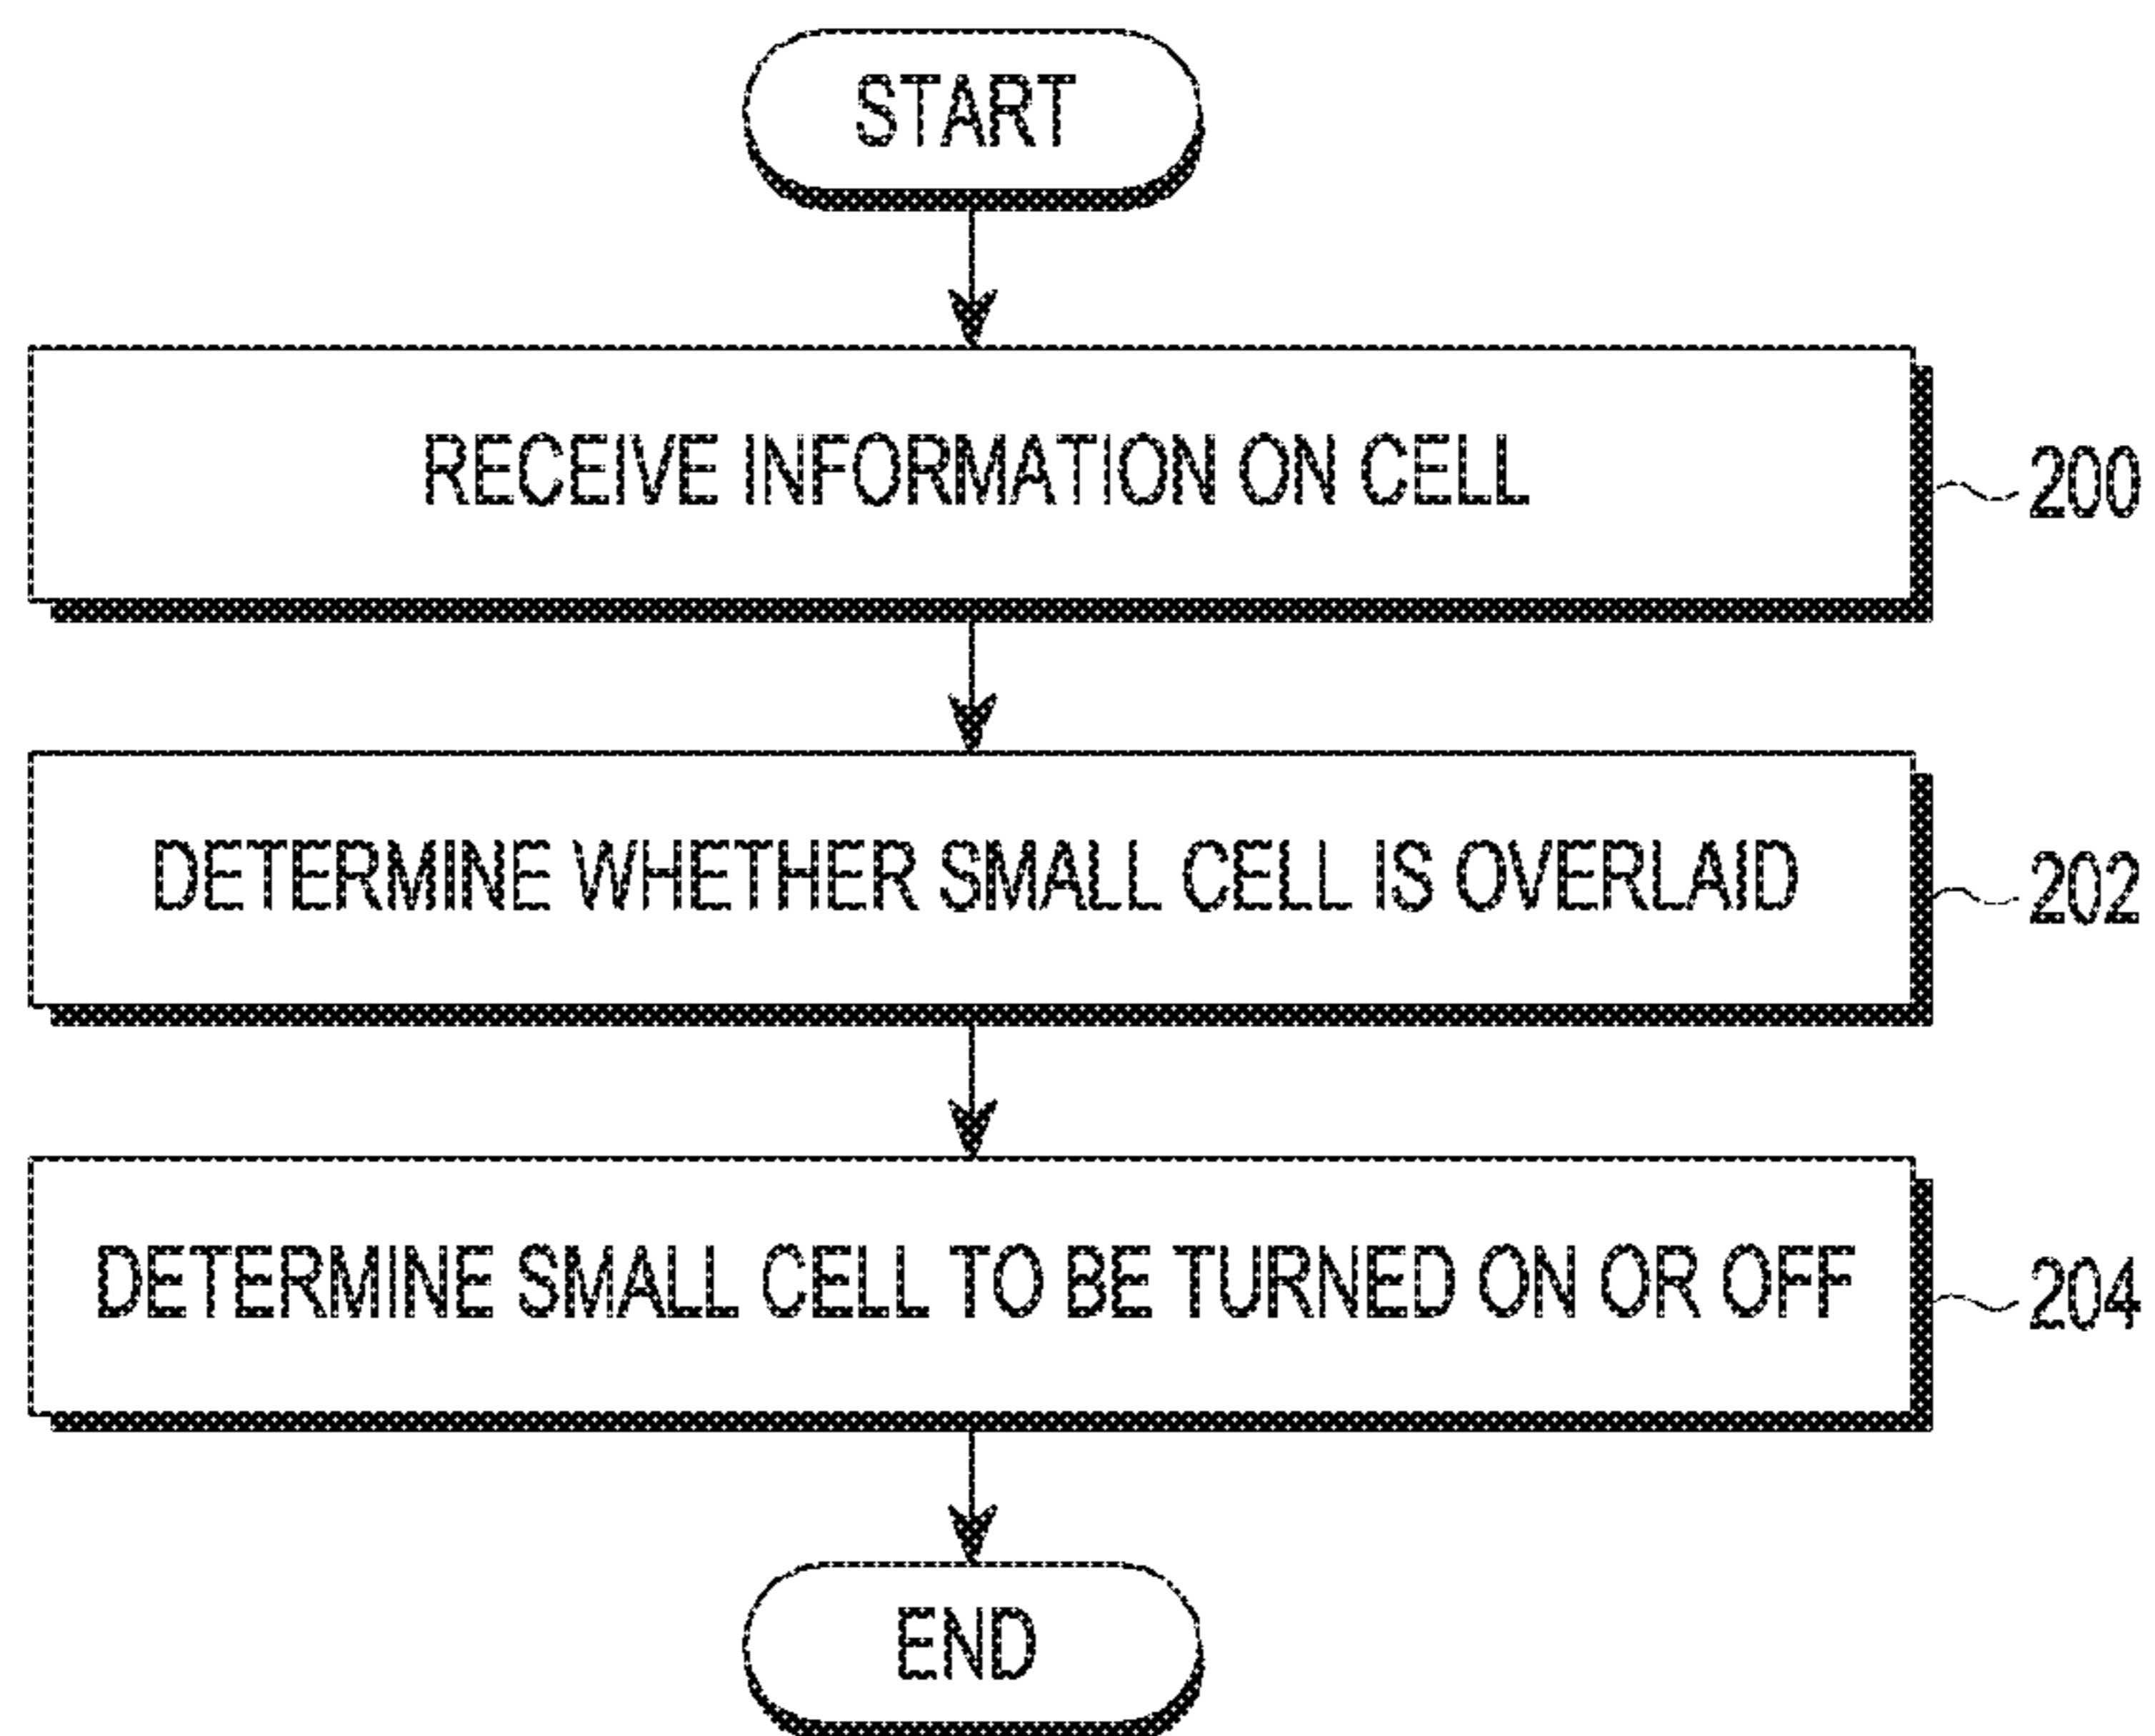 START
RECEIVE INFORMATION ON CELL
200
DETERMINE WHETHER SMALL CELL IS OVERLAID
202
DETERMINE SMALL CELL TO BE TURNED ON OR OFF
204
END